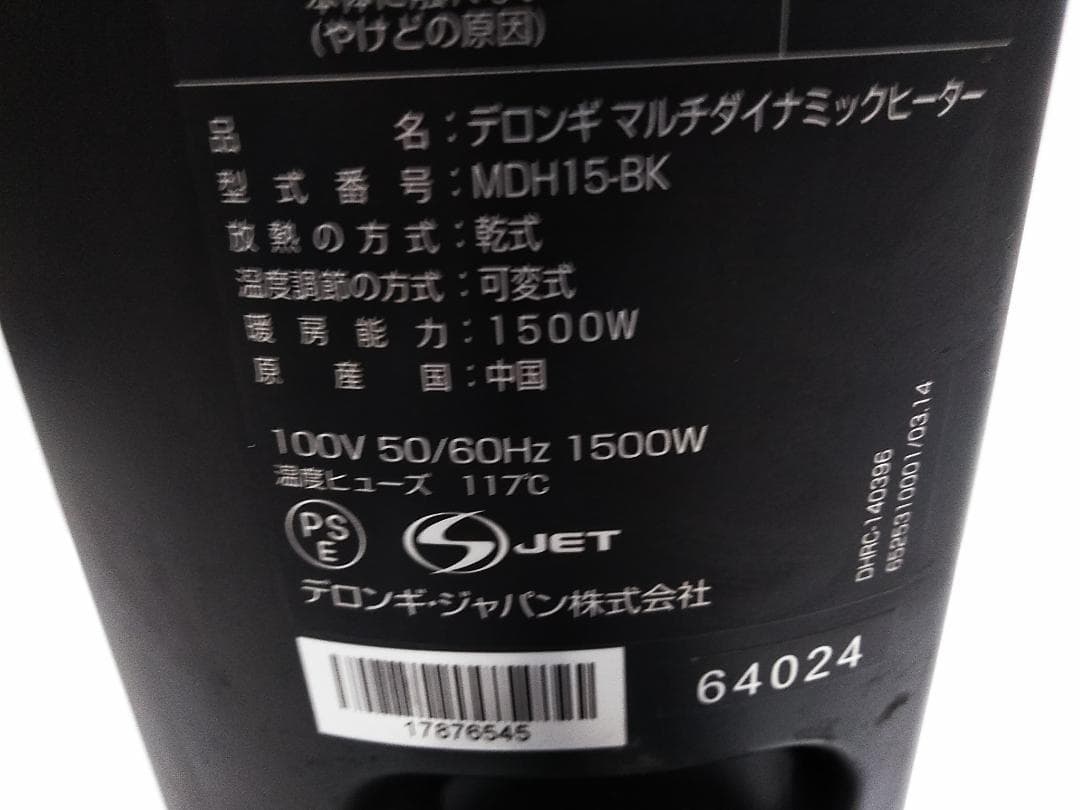 (やけどの原因)
品名：デロンギ マルチダイナミックヒーター
型式番号：MDH15-BK
放熱の方式：乾式
温度調節の方式：可変式
暖房能力：1500W
原産国：中国
100V 50/60Hz 1500W
温度ヒューズ 117℃
PSE
S JET
デロンギ・ジャパン株式会社
DHRC-140396
6525310001/03.14
64024
17876545